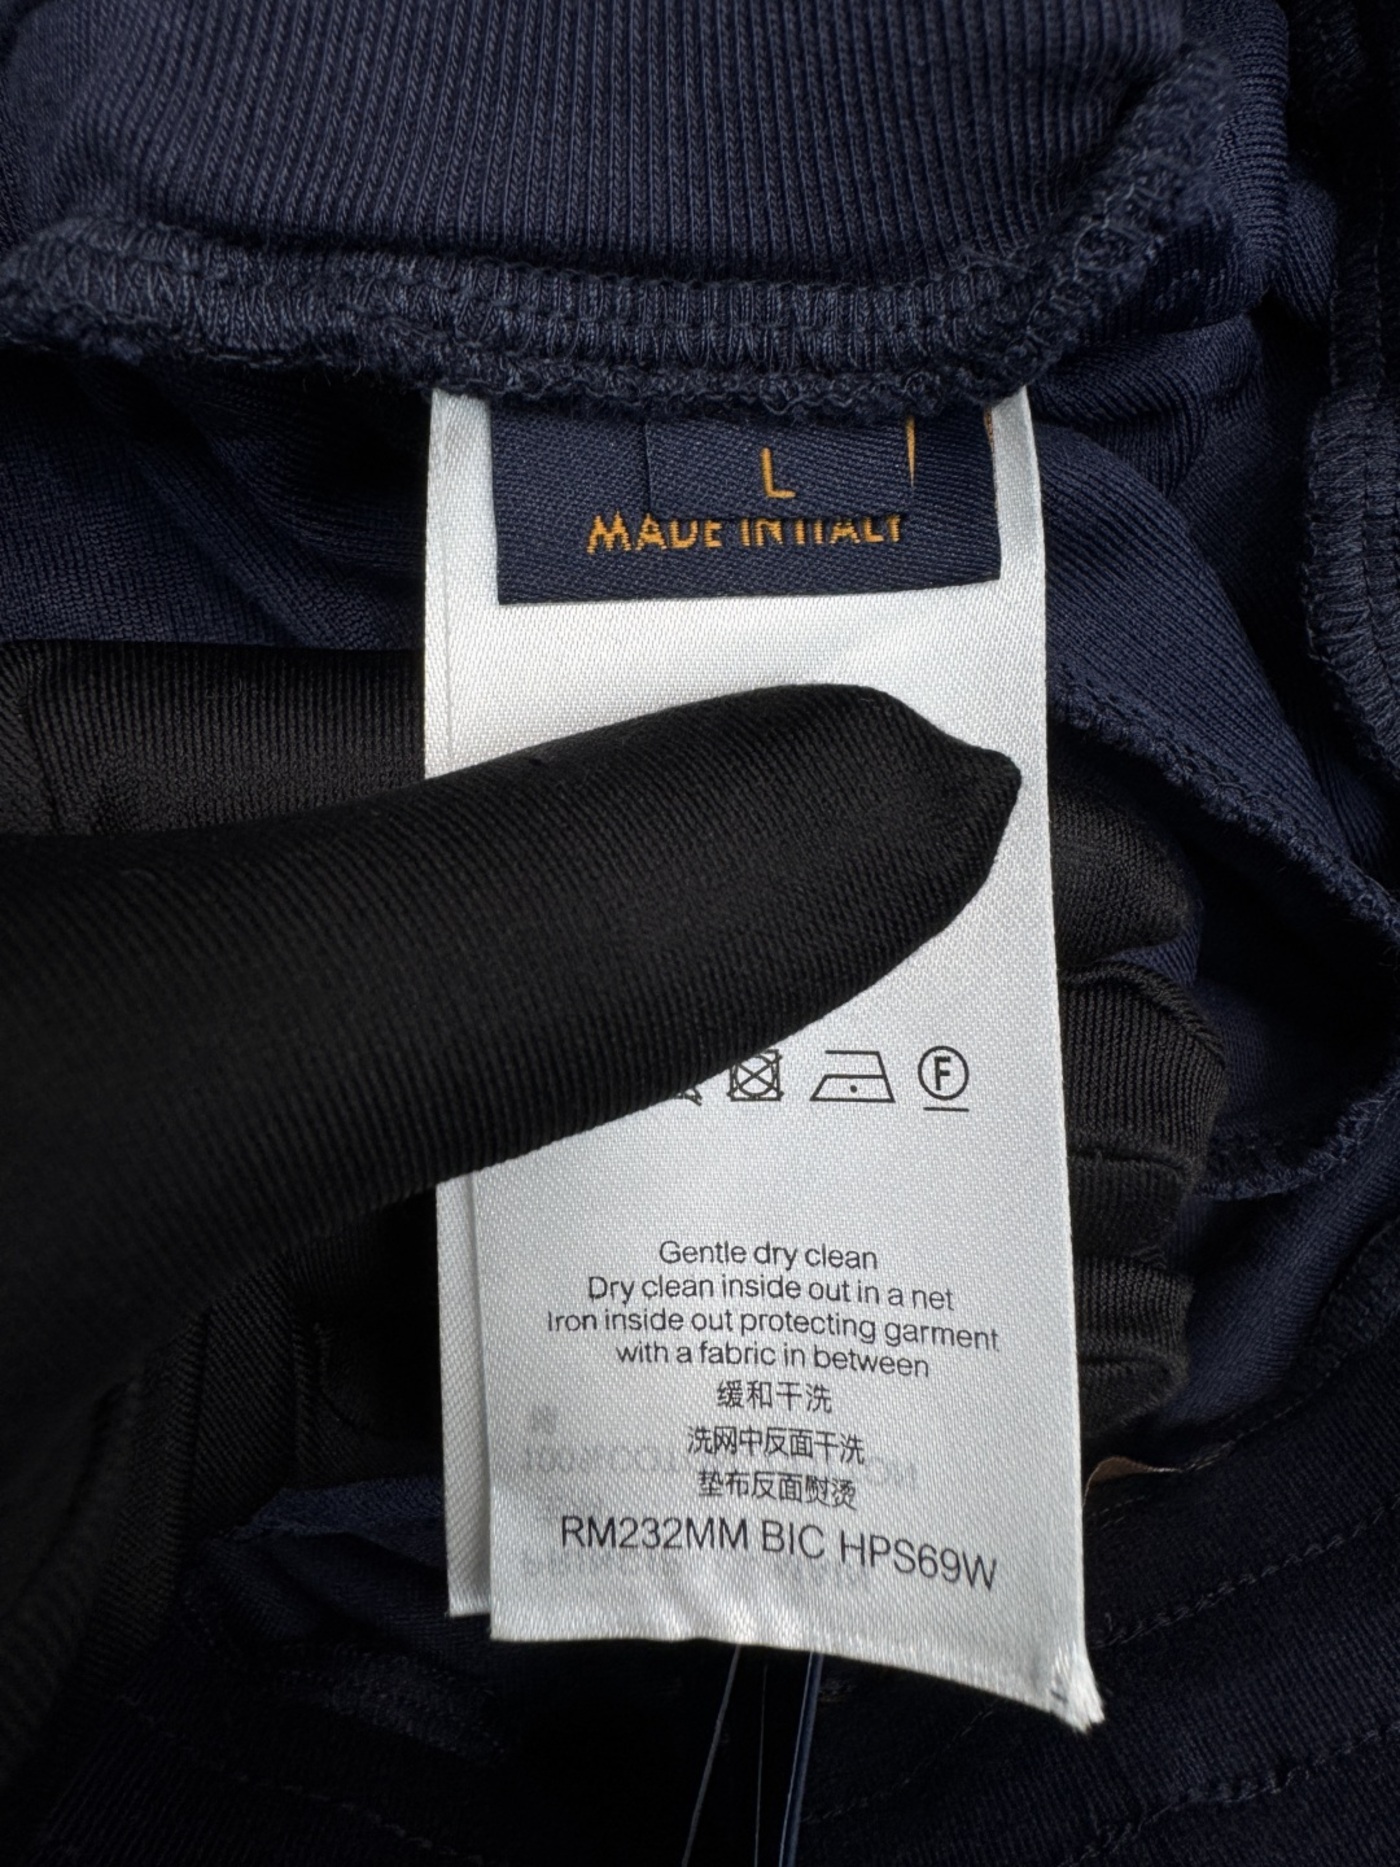 L
MADE IN ITALY
F
Gentle dry clean
Dry clean inside out in a net
Iron inside out protecting garment
with a fabric in between
缓和干洗
洗网中反面干洗
垫布反面熨烫
RM232MM BIC HPS69W